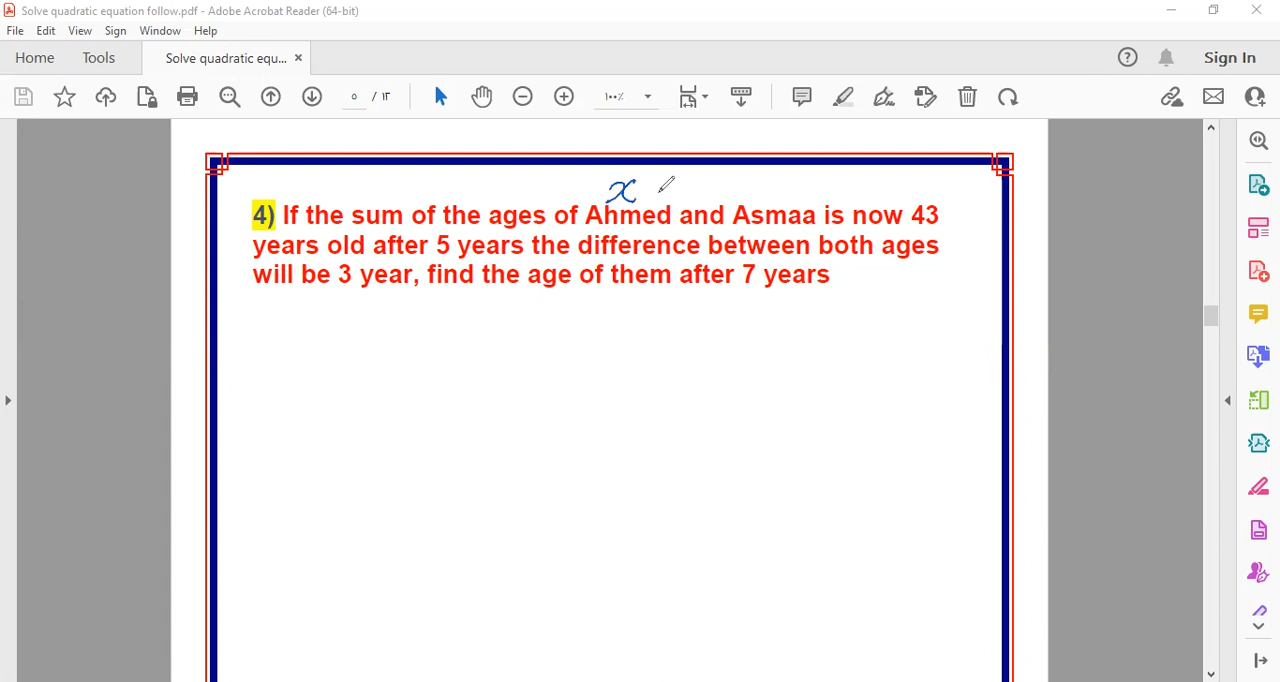 Solve quadratic equation follow.pdf - Adobe Acrobat Reader (64-bit)
File Edit View Sign Window Help
Home Tools Solve quadratic equ... × Sign In
٥ / ١٣ ١٠٠٪
x
4) If the sum of the ages of Ahmed and Asmaa is now 43
years old after 5 years the difference between both ages
will be 3 year, find the age of them after 7 years